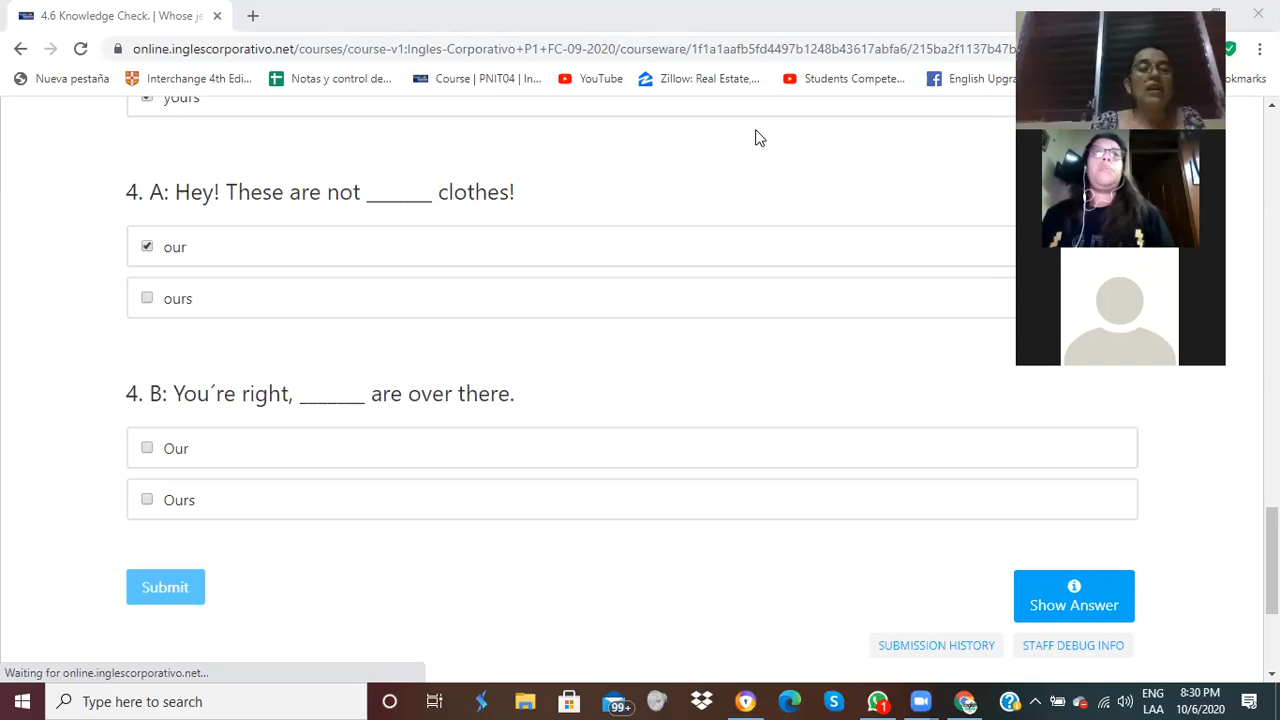 4.6 Knowledge Check. | Whose je
online.inglescorporativo.net/courses/course-v1:Ingles-Corporativo+P1+FC-09-2020/courseware/1f1a1aafb5fd4497b1248b43617abfa6/215ba2f1137b47b
Nueva pestaña
Interchange 4th Edi...
Notas y control de...
Course | PNIT04 | In...
YouTube
Zillow: Real Estate,...
Students Compete...
English Upgra
okmarks
yours
4. A: Hey! These are not _______ clothes!
our
ours
4. B: You´re right, _______ are over there.
Our
Ours
Submit
Show Answer
SUBMISSION HISTORY
STAFF DEBUG INFO
Waiting for online.inglescorporativo.net...
Type here to search
99+
1
ENG
LAA
8:30 PM
10/6/2020